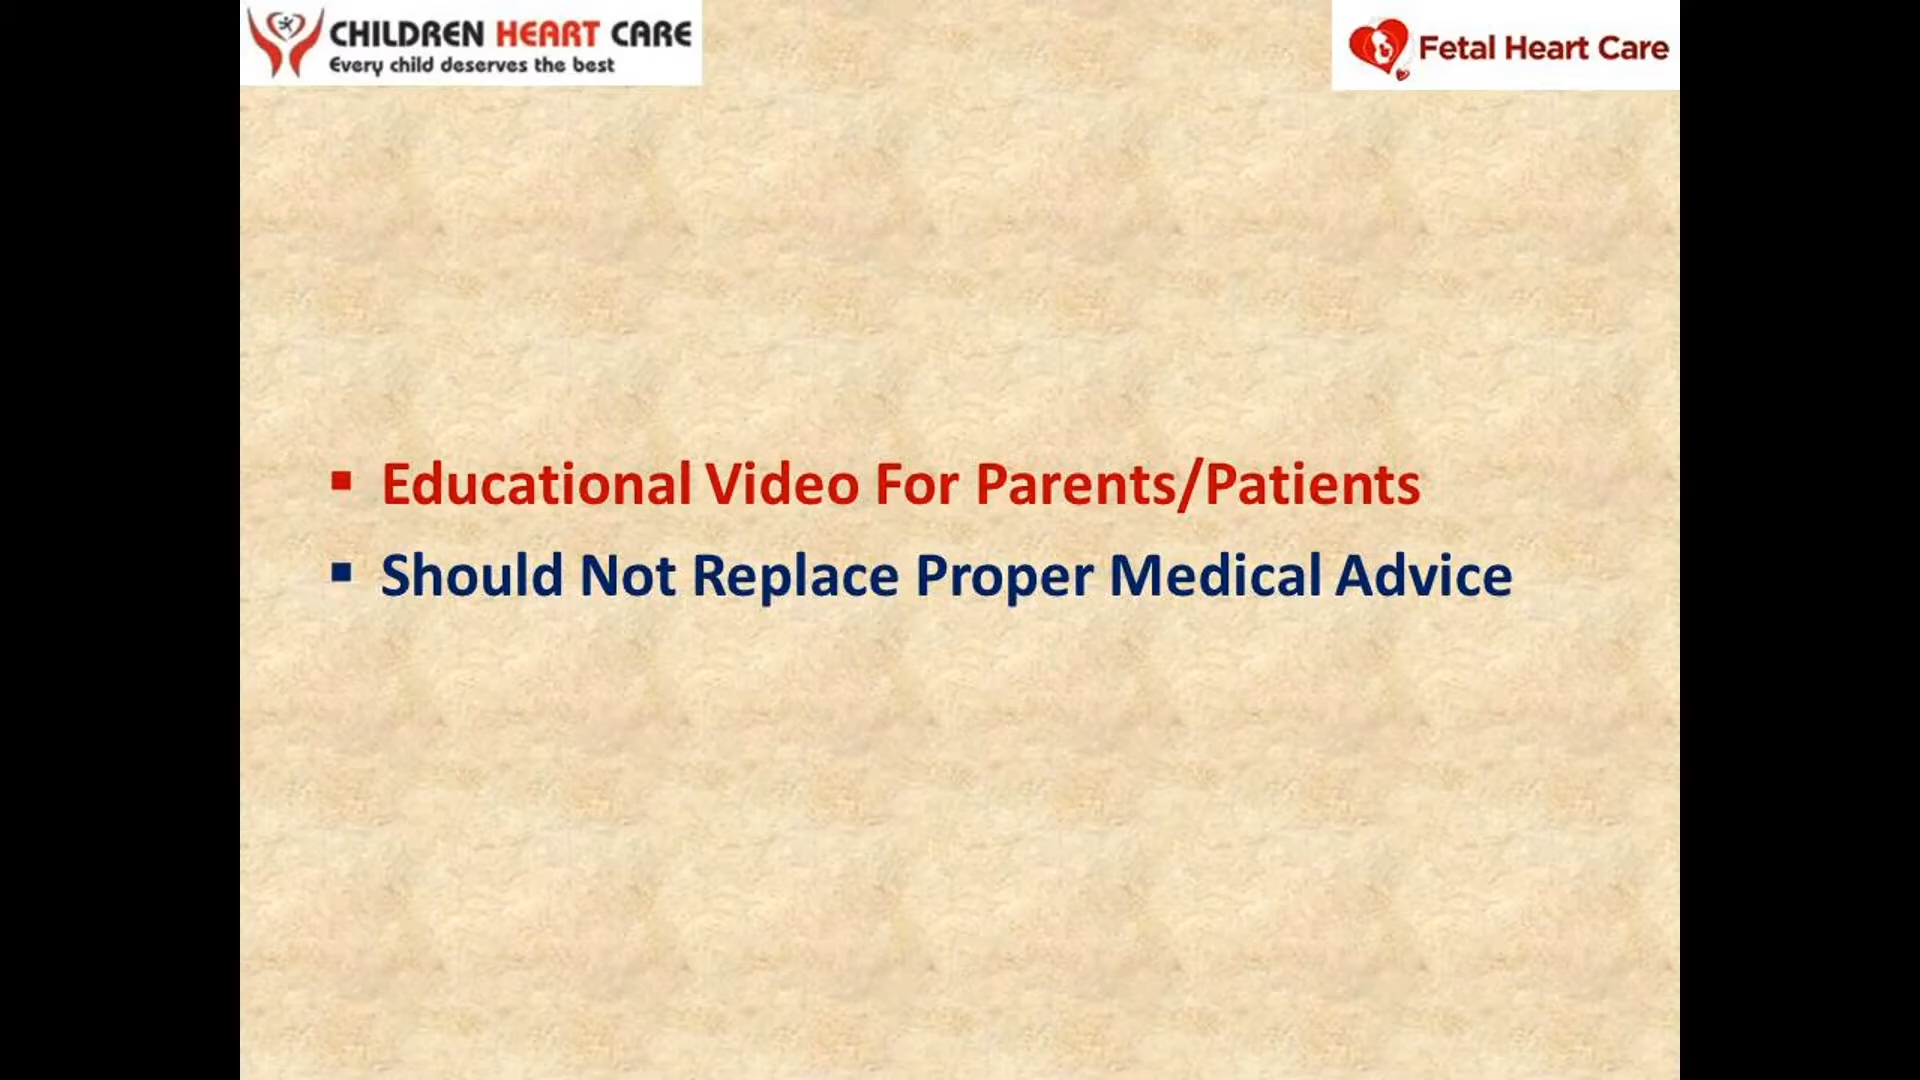 CHILDREN HEART CARE
Every child deserves the best
Fetal Heart Care
▪ Educational Video For Parents/Patients
▪ Should Not Replace Proper Medical Advice